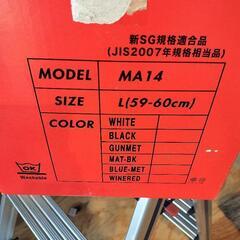 新SG規格適合品
(JIS2007年規格相当品)
MODEL MA14
SIZE L(59-60cm)
COLOR WHITE
BLACK
GUNMET
MAT-BK
BLUE-MET
WINERED
OK
Washable